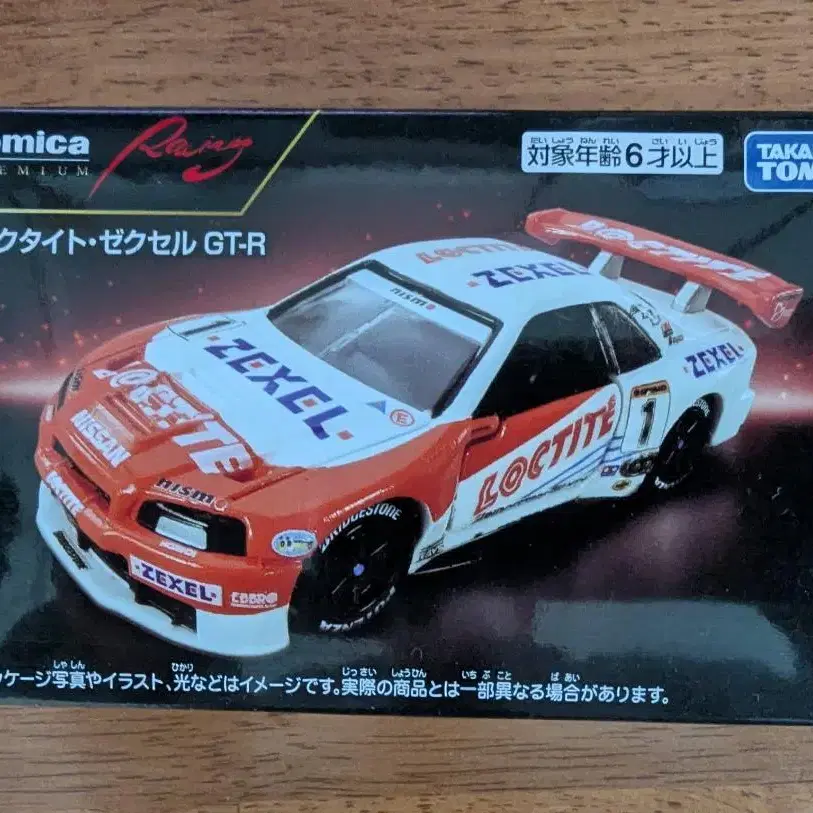 omica
EMIUM
Racing
対象年齢6才以上
たいしょうねんれい さいいじょう
TAKA
TOM
クタイト・ゼクセル GT-R
LOCTITE
ZEXEL
nismo
1
ZEXEL
ZEXEL
LOCTITE
NISSAN
LOCTITE
1
LOCTITE
nismo
BRIDGESTONE
POTENZA
ZEXEL
EBBRO
しゃしん ひかり じっさい しょうひん いちぶこと ばあい
ッケージ写真やイラスト、光などはイメージです。実際の商品とは一部異なる場合があります。